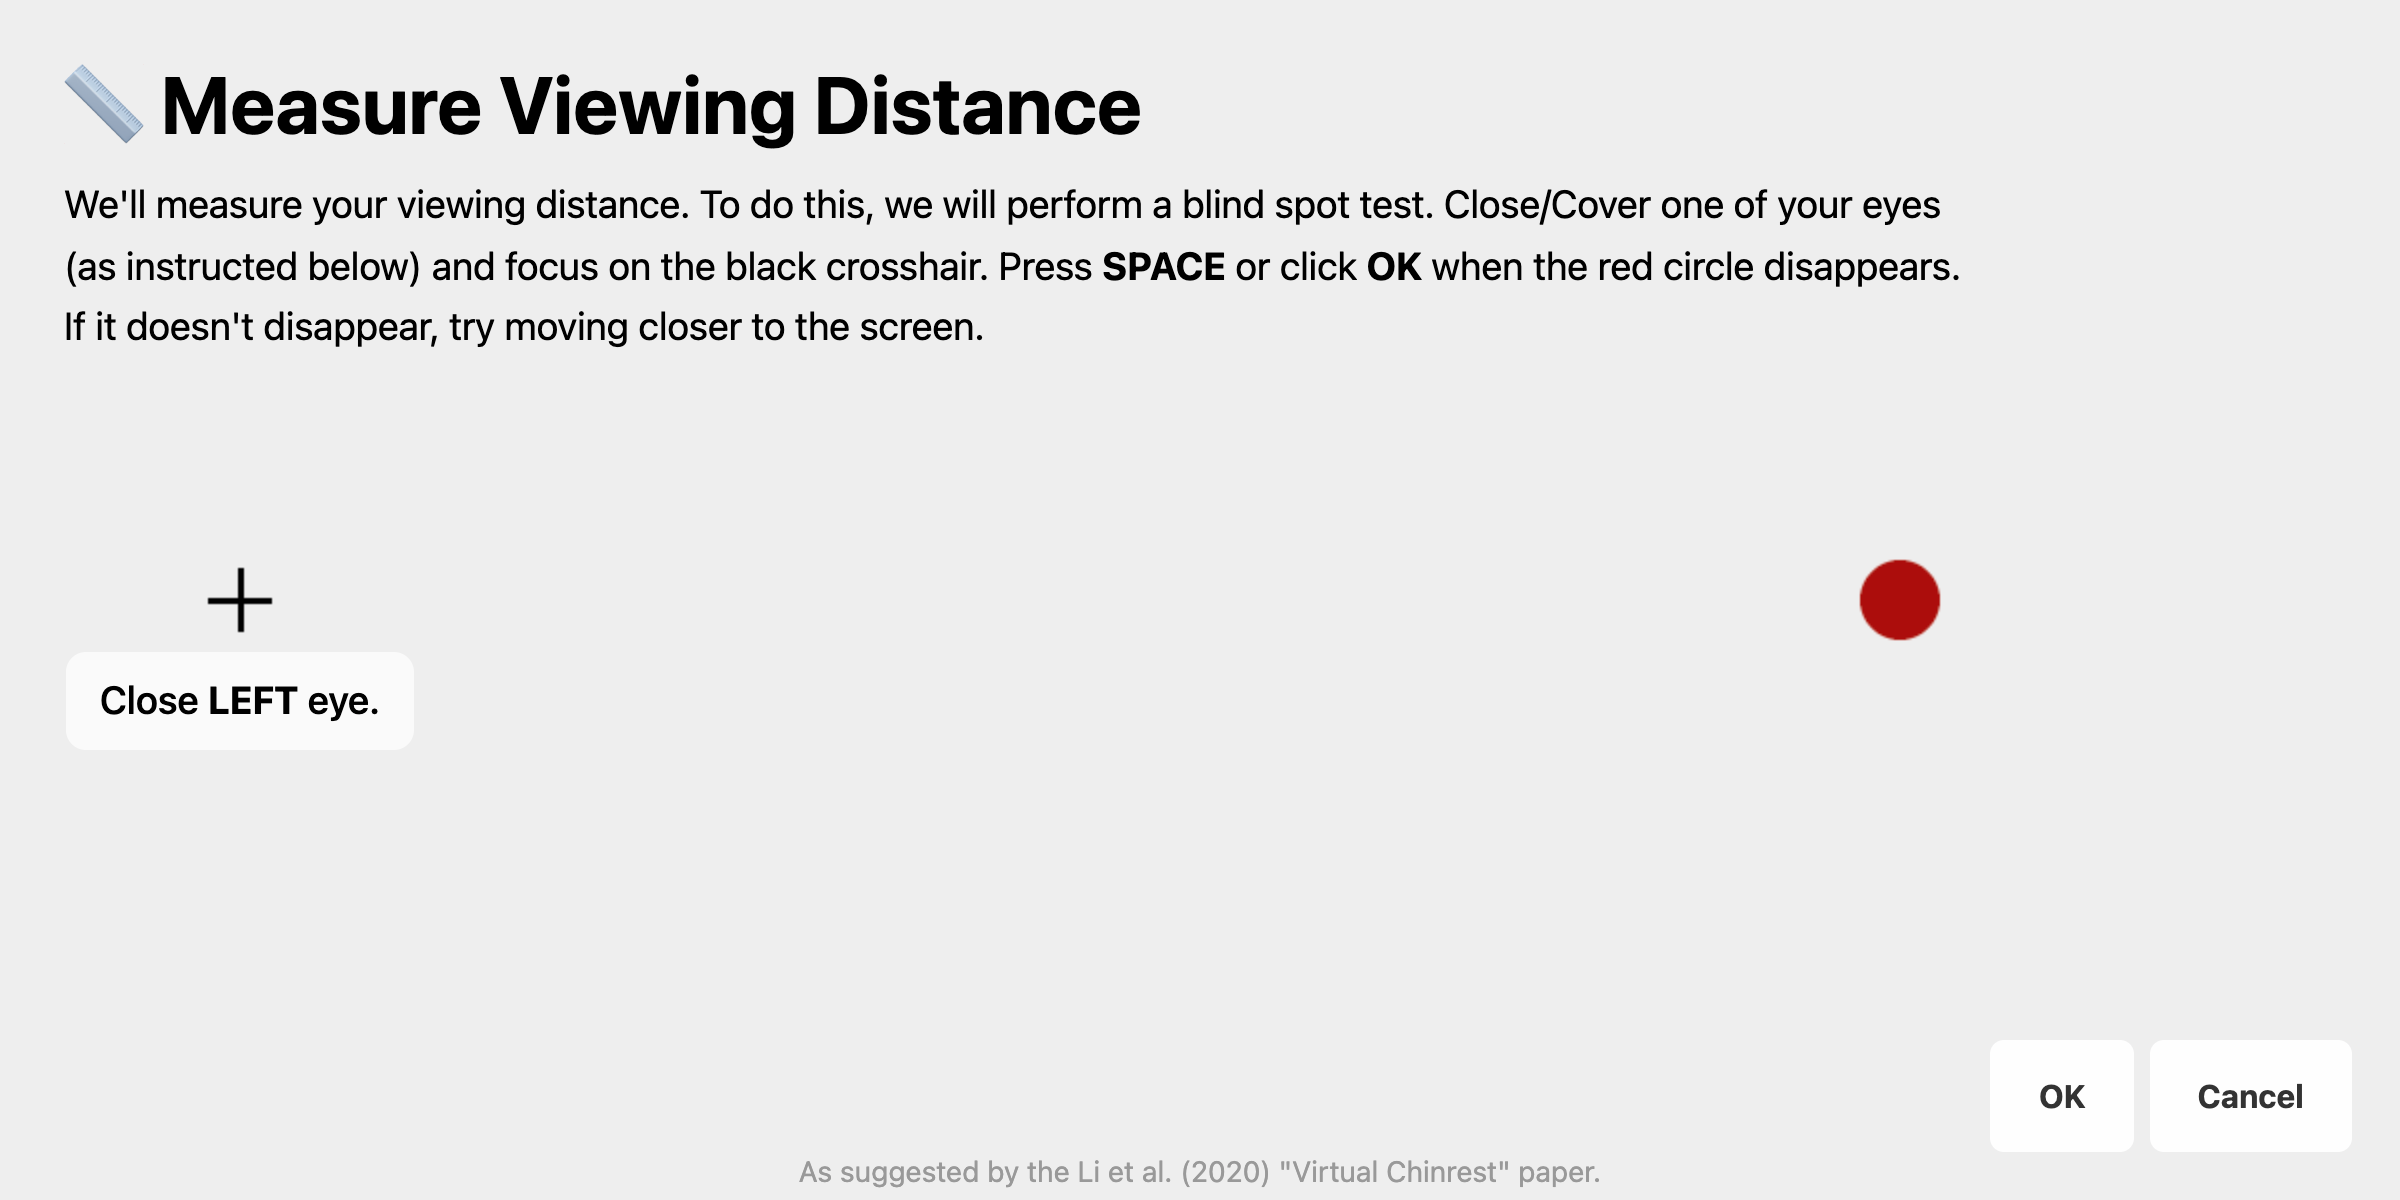 Measure Viewing Distance
We'll measure your viewing distance. To do this, we will perform a blind spot test. Close/Cover one of your eyes
(as instructed below) and focus on the black crosshair. Press SPACE or click OK when the red circle disappears.
If it doesn't disappear, try moving closer to the screen.
Close LEFT eye.
OK
Cancel
As suggested by the Li et al. (2020) "Virtual Chinrest" paper.